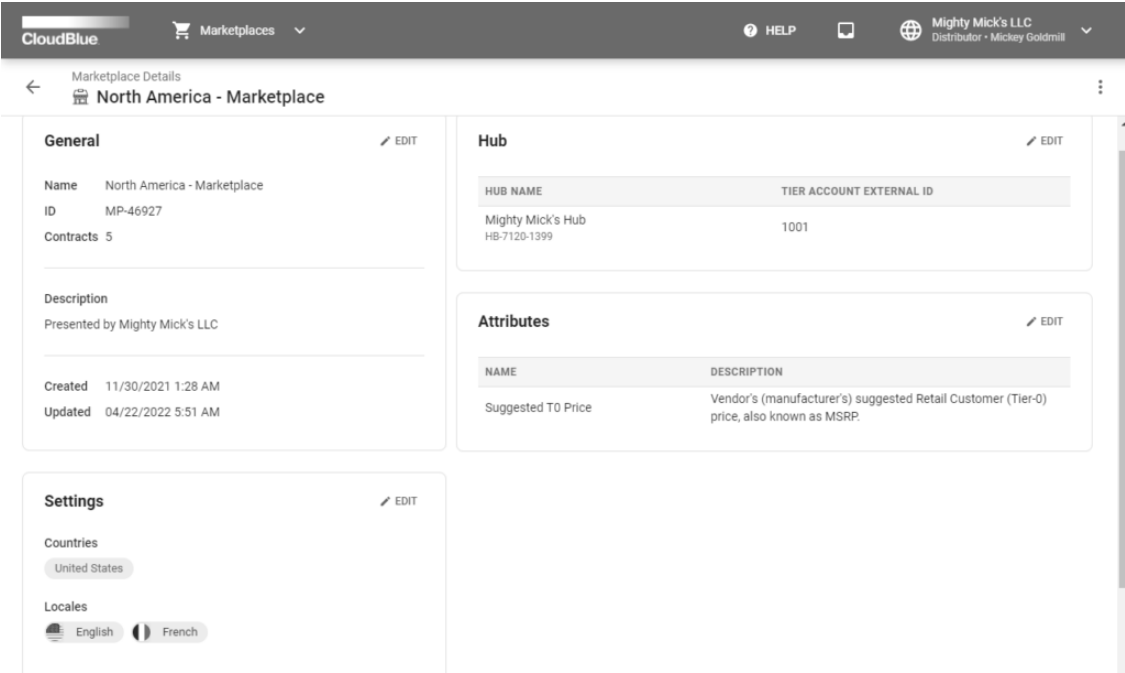 CloudBlue
Marketplaces
HELP
Mighty Mick's LLC
Distributor • Mickey Goldmill
Marketplace Details
North America - Marketplace
General
EDIT
Name North America - Marketplace
ID MP-46927
Contracts 5
Description
Presented by Mighty Mick's LLC
Created 11/30/2021 1:28 AM
Updated 04/22/2022 5:51 AM
Hub
EDIT
HUB NAME TIER ACCOUNT EXTERNAL ID
Mighty Mick's Hub
HB-7120-1399
1001
Attributes
EDIT
NAME DESCRIPTION
Suggested T0 Price
Vendor's (manufacturer's) suggested Retail Customer (Tier-0)
price, also known as MSRP.
Settings
EDIT
Countries
United States
Locales
English French